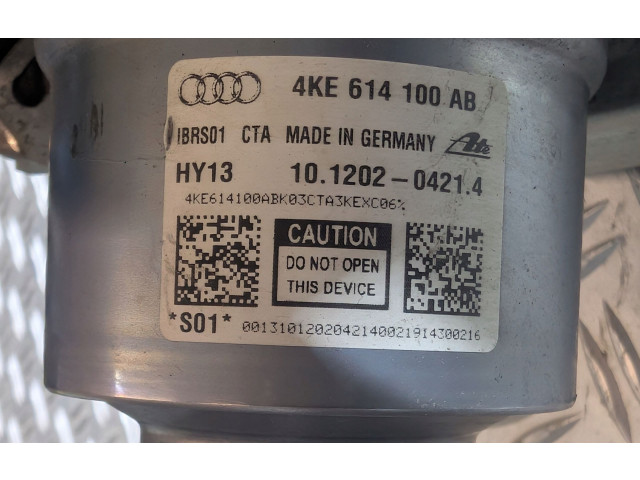 4KE 614 100 AB
IBRS01 CTA MADE IN GERMANY Ate
HY13 10.1202-0421.4
4KE614100ABK03CTA3KEXC06%
CAUTION
DO NOT OPEN
THIS DEVICE
*S01* 0013101202042140021914300216